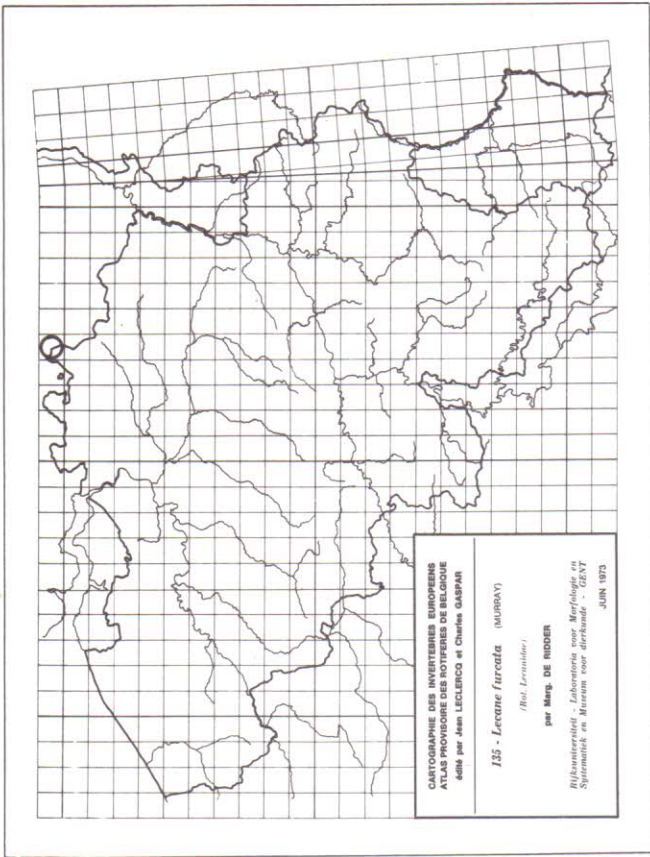 CARTOGRAPHIE DES INVERTEBRES EUROPEENS
ATLAS PROVISOIRE DES ROTIFERES DE BELGIQUE
édité par Jean LECLERCQ et Charles GASPAR
135 - Lecane furcata (MURRAY)
(Rot. Lecanidae)
par Marg. DE RIDDER
Rijksuniversiteit - Laboratoria voor Morfologie en
Systematiek en Museum voor dierkunde - GENT
JUIN 1973